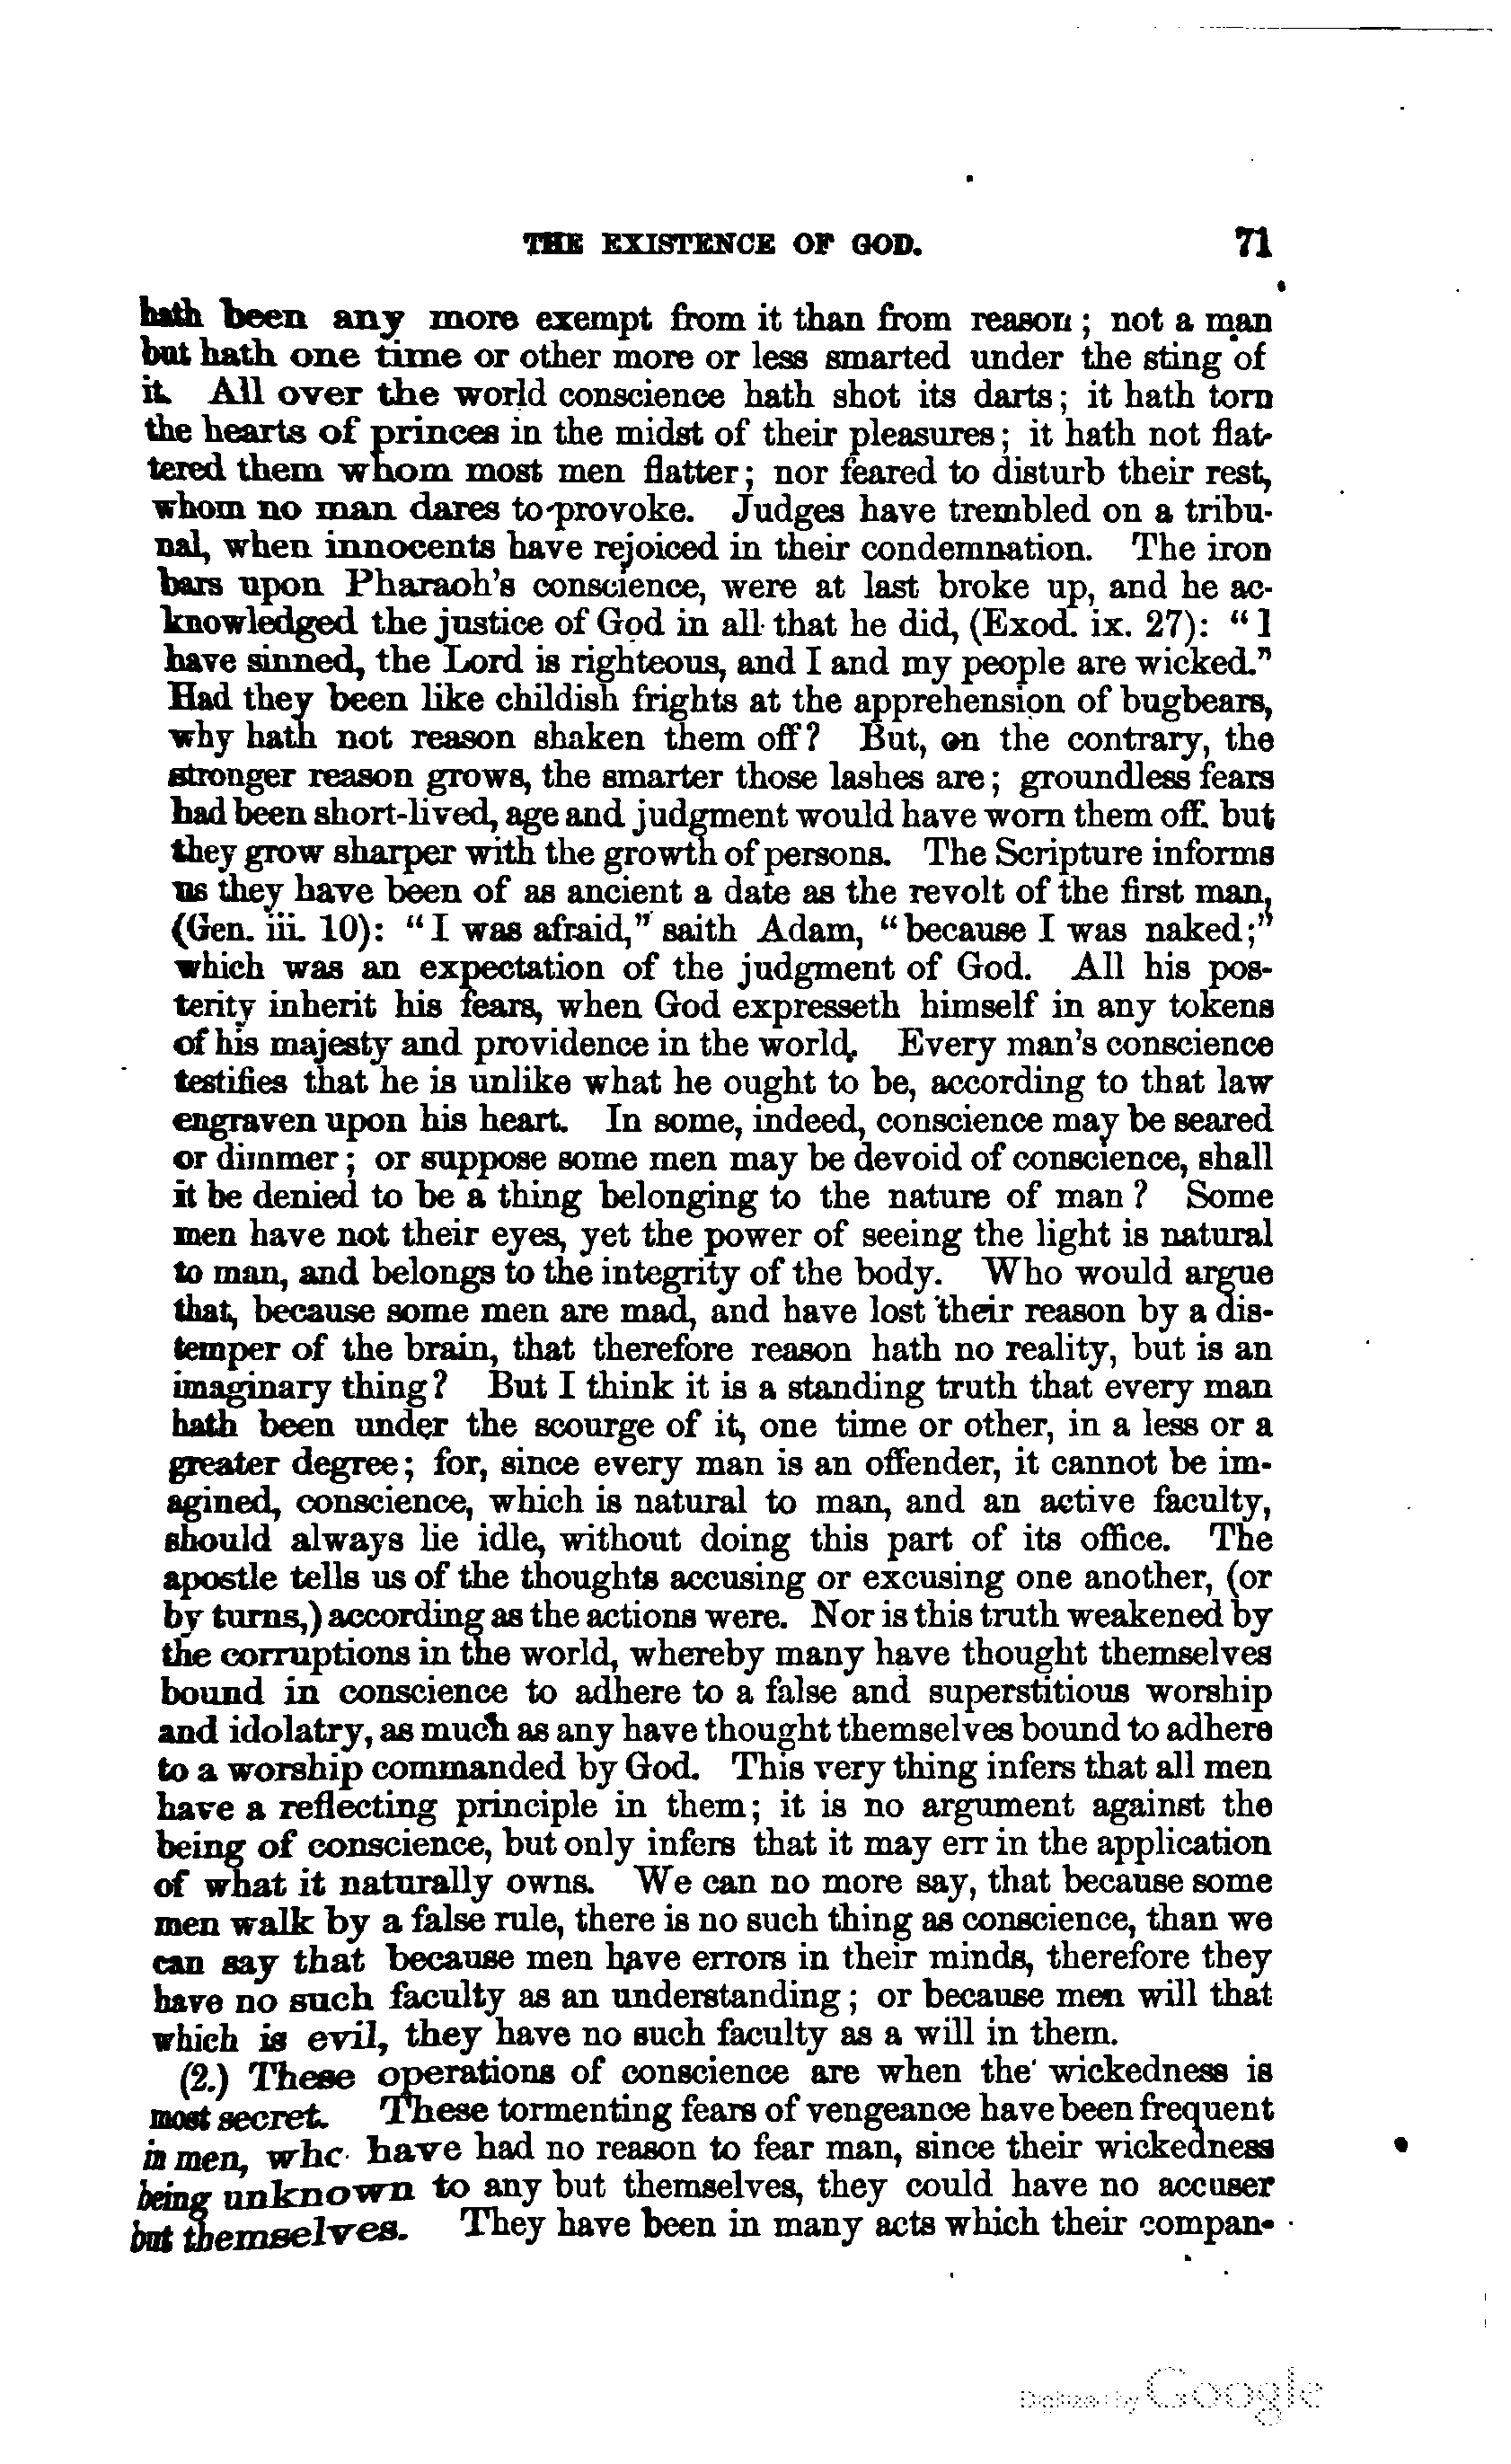 THE EXISTENCE OF GOD. 71
hath been any more exempt from it than from reason; not a man
but hath one time or other more or less smarted under the sting of
it. All over the world conscience hath shot its darts; it hath torn
the hearts of princes in the midst of their pleasures; it hath not flat-
tered them whom most men flatter; nor feared to disturb their rest,
whom no man dares to provoke. Judges have trembled on a tribu-
nal, when innocents have rejoiced in their condemnation. The iron
bars upon Pharaoh's conscience, were at last broke up, and he ac-
knowledged the justice of God in all that he did, (Exod. ix. 27): "I
have sinned, the Lord is righteous, and I and my people are wicked."
Had they been like childish frights at the apprehension of bugbears,
why hath not reason shaken them off? But, on the contrary, the
stronger reason grows, the smarter those lashes are; groundless fears
had been short-lived, age and judgment would have worn them off. but
they grow sharper with the growth of persons. The Scripture informs
us they have been of as ancient a date as the revolt of the first man,
(Gen. iii. 10): "I was afraid," saith Adam, "because I was naked;"
which was an expectation of the judgment of God. All his pos-
terity inherit his fears, when God expresseth himself in any tokens
of his majesty and providence in the world. Every man's conscience
testifies that he is unlike what he ought to be, according to that law
engraven upon his heart. In some, indeed, conscience may be seared
or dimmer; or suppose some men may be devoid of conscience, shall
it be denied to be a thing belonging to the nature of man? Some
men have not their eyes, yet the power of seeing the light is natural
to man, and belongs to the integrity of the body. Who would argue
that, because some men are mad, and have lost their reason by a dis-
temper of the brain, that therefore reason hath no reality, but is an
imaginary thing? But I think it is a standing truth that every man
hath been under the scourge of it, one time or other, in a less or a
greater degree; for, since every man is an offender, it cannot be im-
agined, conscience, which is natural to man, and an active faculty,
should always lie idle, without doing this part of its office. The
apostle tells us of the thoughts accusing or excusing one another, (or
by turns,) according as the actions were. Nor is this truth weakened by
the corruptions in the world, whereby many have thought themselves
bound in conscience to adhere to a false and superstitious worship
and idolatry, as much as any have thought themselves bound to adhere
to a worship commanded by God. This very thing infers that all men
have a reflecting principle in them; it is no argument against the
being of conscience, but only infers that it may err in the application
of what it naturally owns. We can no more say, that because some
men walk by a false rule, there is no such thing as conscience, than we
can say that because men have errors in their minds, therefore they
have no such faculty as an understanding; or because men will that
which is evil, they have no such faculty as a will in them.
(2.) These operations of conscience are when the wickedness is
most secret. These tormenting fears of vengeance have been frequent
in men, who have had no reason to fear man, since their wickedness
being unknown to any but themselves, they could have no accuser
but themselves. They have been in many acts which their compan-
Digitized by Google